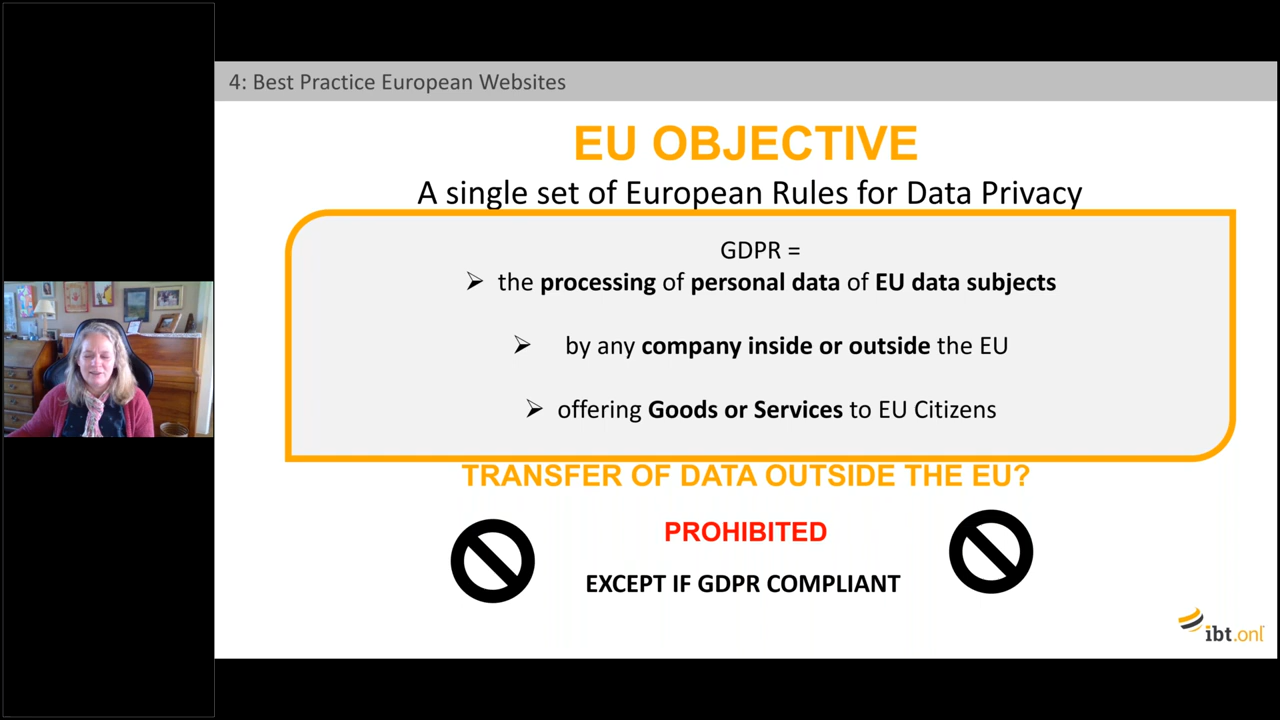 4: Best Practice European Websites
EU OBJECTIVE
A single set of European Rules for Data Privacy
GDPR =
➢ the processing of personal data of EU data subjects
➢ by any company inside or outside the EU
➢ offering Goods or Services to EU Citizens
TRANSFER OF DATA OUTSIDE THE EU?
PROHIBITED
EXCEPT IF GDPR COMPLIANT
ibt.onl